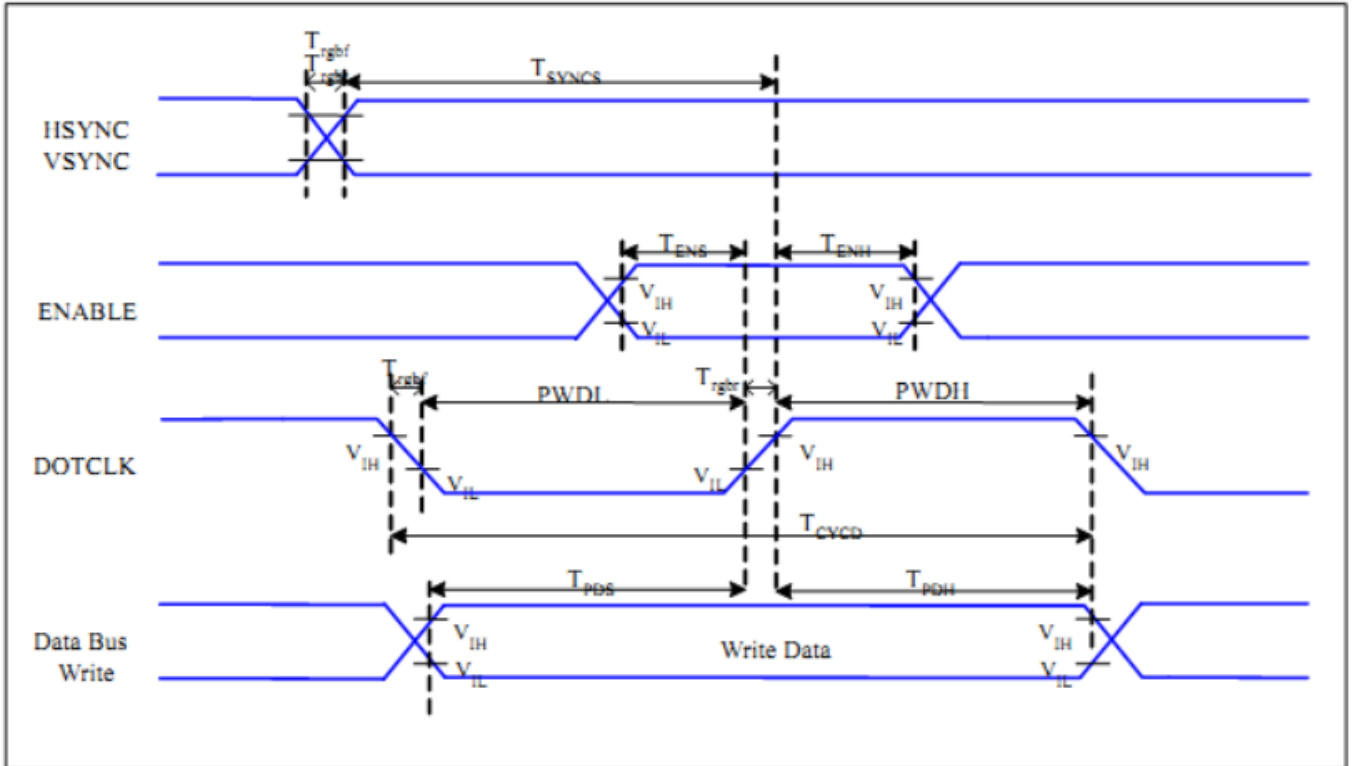 Trgbf
Trgbr
TSYNCS
HSYNC
VSYNC
TENS
TENH
ENABLE
VIH
VIH
VIL
VIL
Trgbf
PWDL
Trgbr
PWDH
DOTCLK
VIH
VIL
VIL
VIH
VIH
TCYCD
TPDS
TPDH
Data Bus
Write
VIH
VIL
Write Data
VIH
VIL